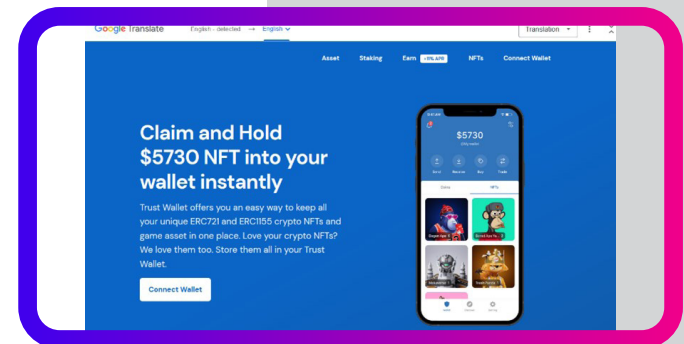 Google Translate English - detected → English Translation
Asset Staking Earn NFTs Connect Wallet
Claim and Hold
$5730 NFT into your
wallet instantly
Trust Wallet offers you an easy way to keep all
your unique ERC721 and ERC1155 crypto NFTs and
game asset in one place. Love your crypto NFTs?
We love them too. Store them all in your Trust
Wallet.
Connect Wallet
$5730
Send Receive Buy Trade
NFTs